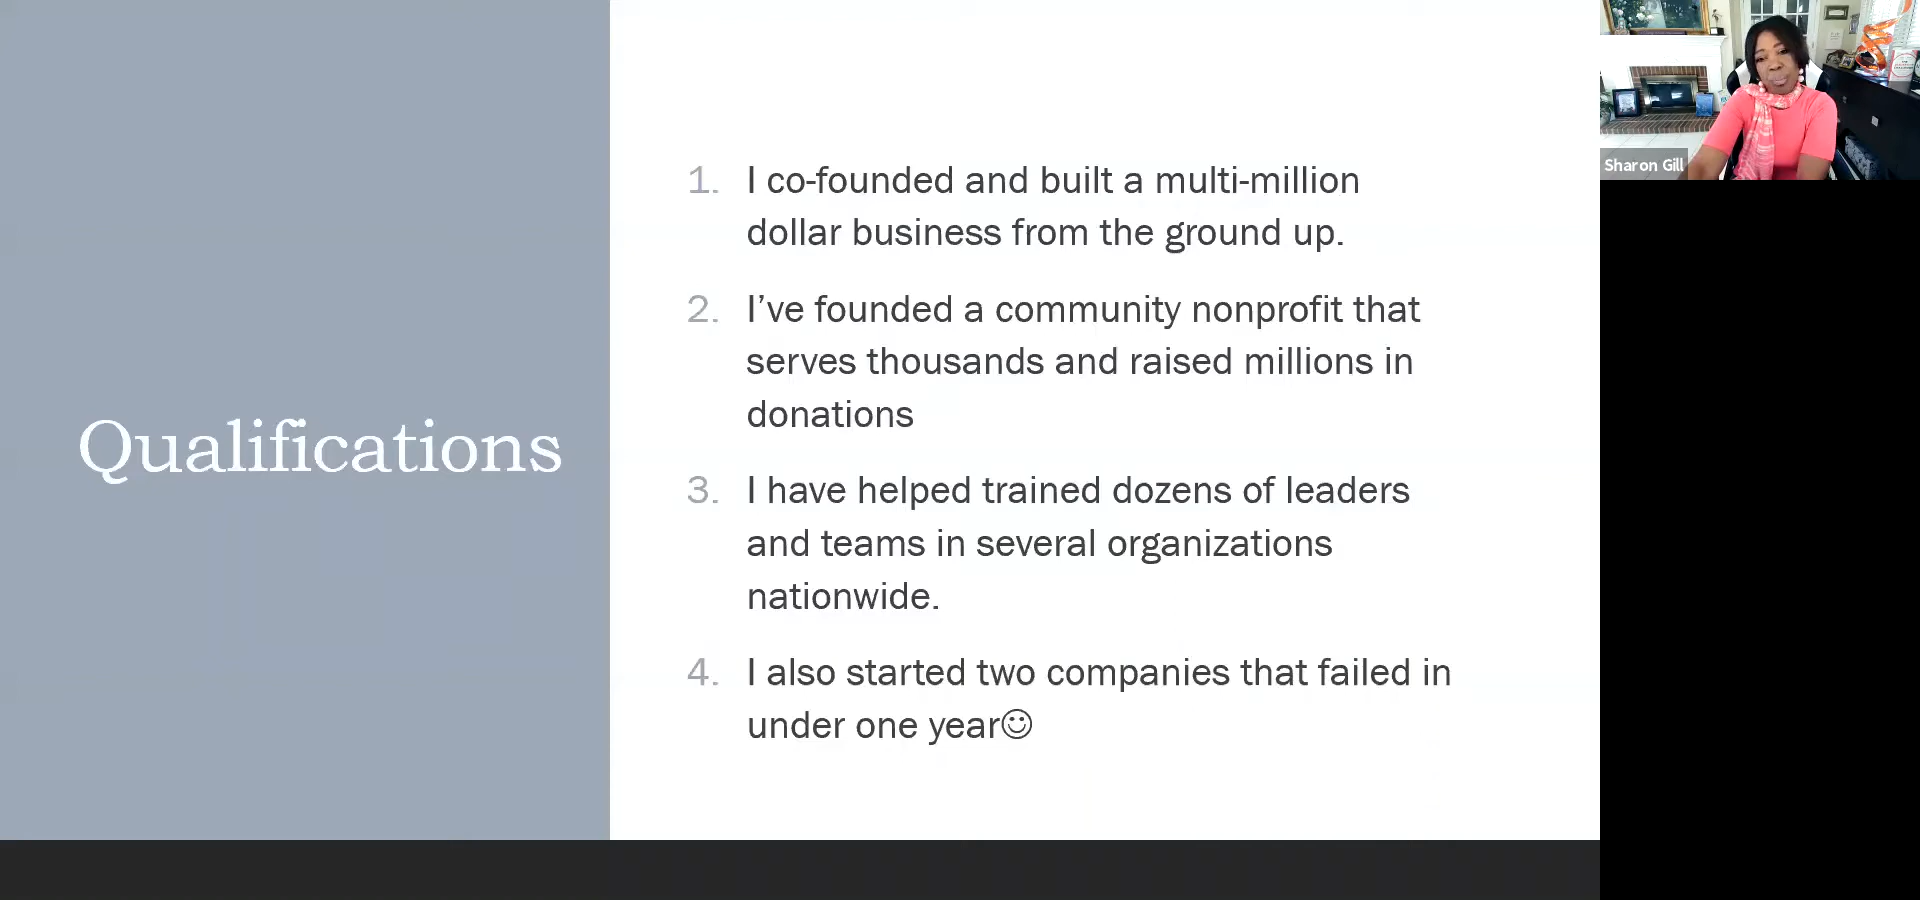 Qualifications
1. I co-founded and built a multi-million
dollar business from the ground up.
2. I’ve founded a community nonprofit that
serves thousands and raised millions in
donations
3. I have helped trained dozens of leaders
and teams in several organizations
nationwide.
4. I also started two companies that failed in
under one year☺
Sharon Gill